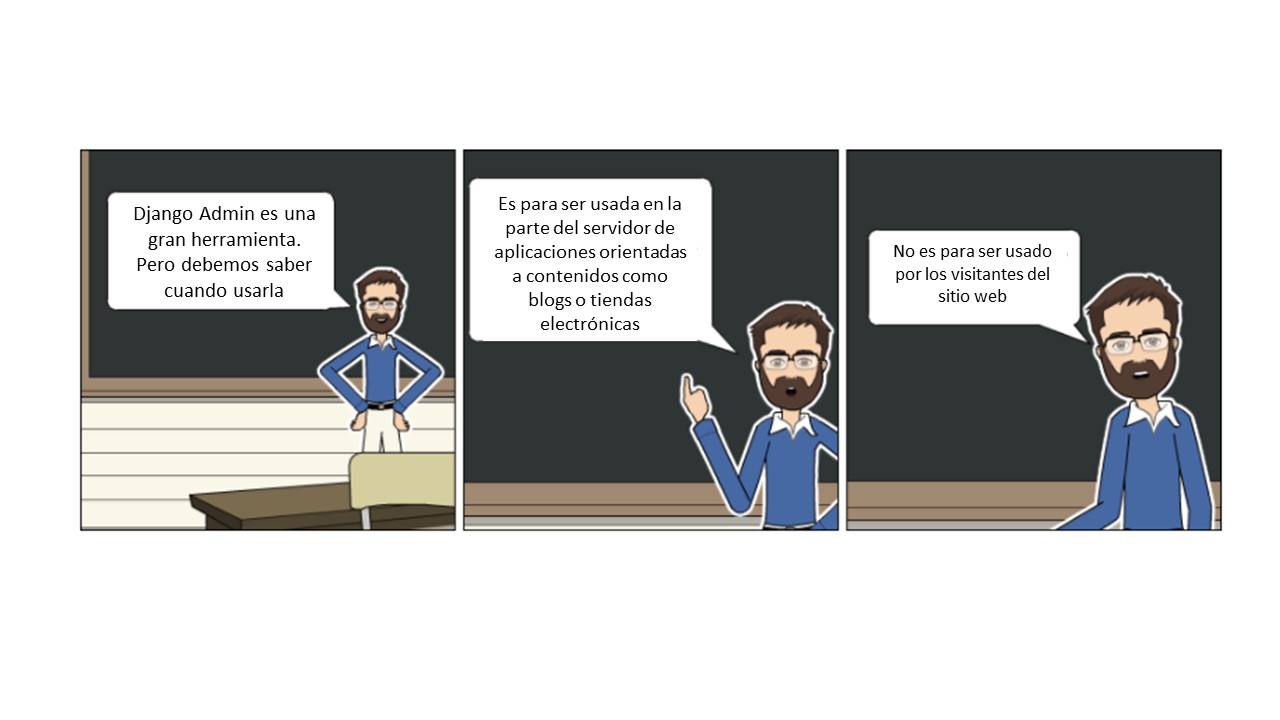 Django Admin es una
gran herramienta.
Pero debemos saber
cuando usarla
Es para ser usada en la
parte del servidor de
aplicaciones orientadas
a contenidos como
blogs o tiendas
electrónicas
No es para ser usado
por los visitantes del
sitio web